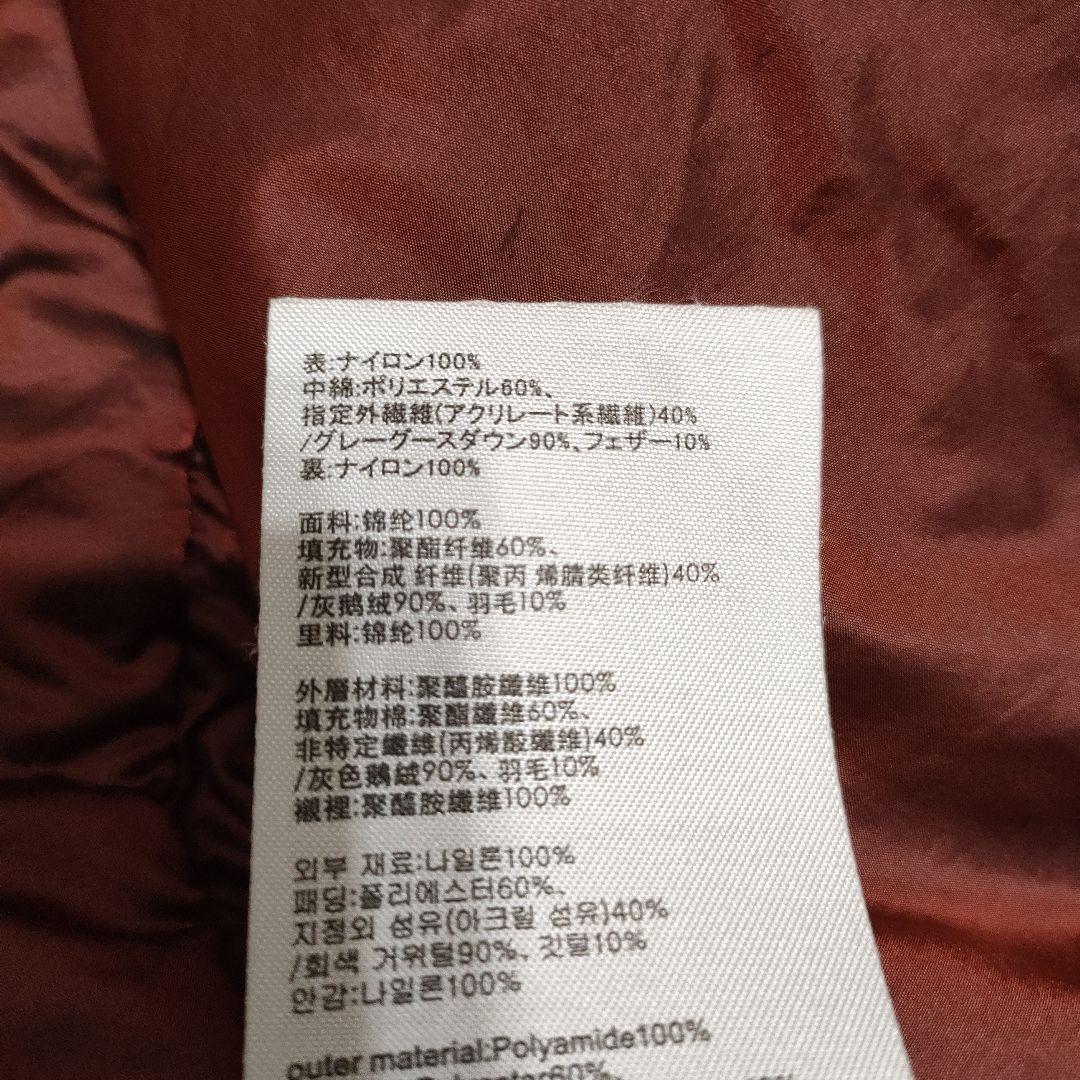 表:ナイロン100%
中綿:ポリエステル60%、
指定外繊維(アクリレート系繊維)40%
/グレーグースダウン90%、フェザー10%
裏:ナイロン100%
面料:锦纶100%
填充物:聚酯纤维60%、
新型合成 纤维(聚丙 烯腈类纤维)40%
/灰鹅绒90%、羽毛10%
里料:锦纶100%
外層材料:聚醯胺纖维100%
填充物棉:聚酯纖维60%、
非特定纖维(丙烯酸纖维)40%
/灰色鵝絨90%、羽毛10%
襯裡:聚醯胺纖维100%
외부 재료:나일론100%
패딩:폴리에스터60%、
지정외 섬유(아크릴 섬유)40%
/회색 거위털90%、깃털10%
안감:나일론100%
outer material:Polyamide100%
60%